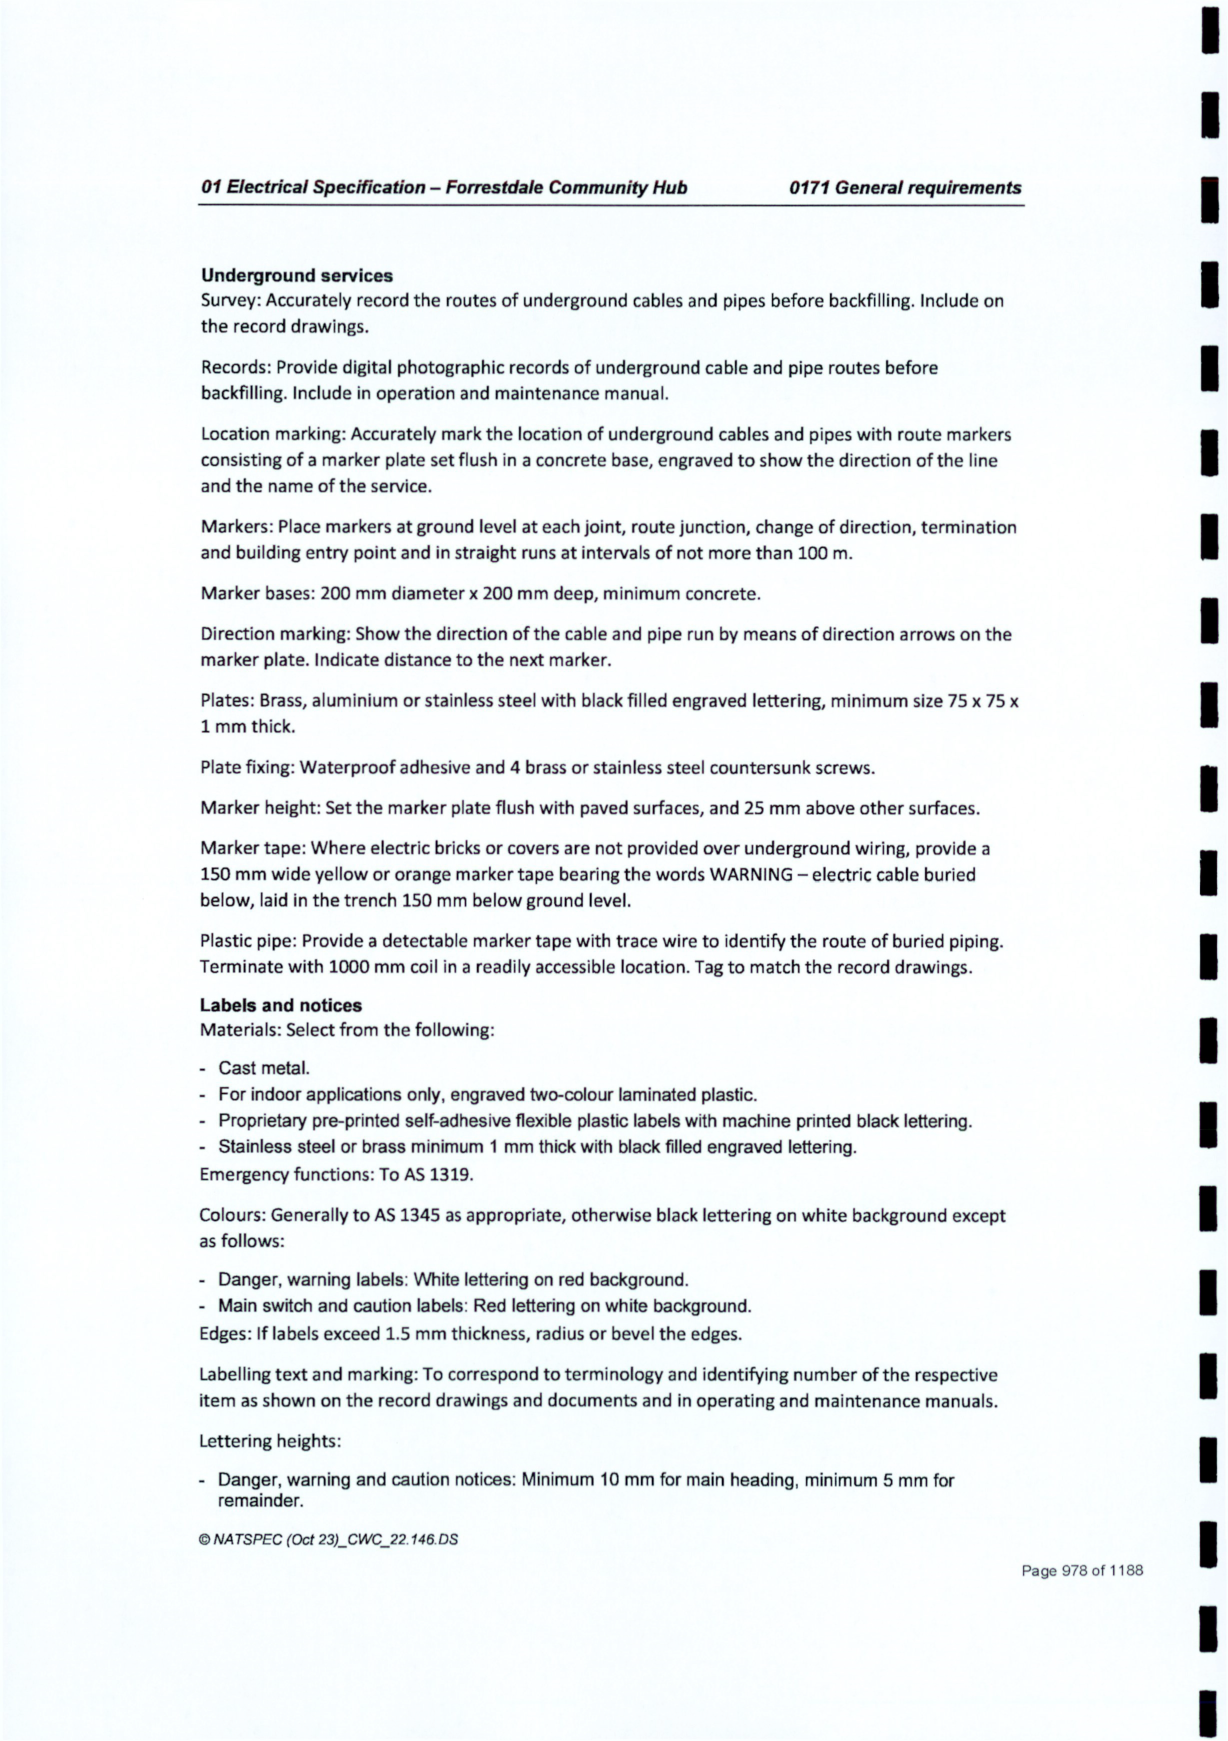 01 Electrical Specification – Forrestdale Community Hub 0171 General requirements
Underground services
Survey: Accurately record the routes of underground cables and pipes before backfilling. Include on
the record drawings.
Records: Provide digital photographic records of underground cable and pipe routes before
backfilling. Include in operation and maintenance manual.
Location marking: Accurately mark the location of underground cables and pipes with route markers
consisting of a marker plate set flush in a concrete base, engraved to show the direction of the line
and the name of the service.
Markers: Place markers at ground level at each joint, route junction, change of direction, termination
and building entry point and in straight runs at intervals of not more than 100 m.
Marker bases: 200 mm diameter x 200 mm deep, minimum concrete.
Direction marking: Show the direction of the cable and pipe run by means of direction arrows on the
marker plate. Indicate distance to the next marker.
Plates: Brass, aluminium or stainless steel with black filled engraved lettering, minimum size 75 x 75 x
1 mm thick.
Plate fixing: Waterproof adhesive and 4 brass or stainless steel countersunk screws.
Marker height: Set the marker plate flush with paved surfaces, and 25 mm above other surfaces.
Marker tape: Where electric bricks or covers are not provided over underground wiring, provide a
150 mm wide yellow or orange marker tape bearing the words WARNING – electric cable buried
below, laid in the trench 150 mm below ground level.
Plastic pipe: Provide a detectable marker tape with trace wire to identify the route of buried piping.
Terminate with 1000 mm coil in a readily accessible location. Tag to match the record drawings.
Labels and notices
Materials: Select from the following:
- Cast metal.
- For indoor applications only, engraved two-colour laminated plastic.
- Proprietary pre-printed self-adhesive flexible plastic labels with machine printed black lettering.
- Stainless steel or brass minimum 1 mm thick with black filled engraved lettering.
Emergency functions: To AS 1319.
Colours: Generally to AS 1345 as appropriate, otherwise black lettering on white background except
as follows:
- Danger, warning labels: White lettering on red background.
- Main switch and caution labels: Red lettering on white background.
Edges: If labels exceed 1.5 mm thickness, radius or bevel the edges.
Labelling text and marking: To correspond to terminology and identifying number of the respective
item as shown on the record drawings and documents and in operating and maintenance manuals.
Lettering heights:
- Danger, warning and caution notices: Minimum 10 mm for main heading, minimum 5 mm for
remainder.
© NATSPEC (Oct 23)_CWC_22.146.DS
Page 978 of 1188